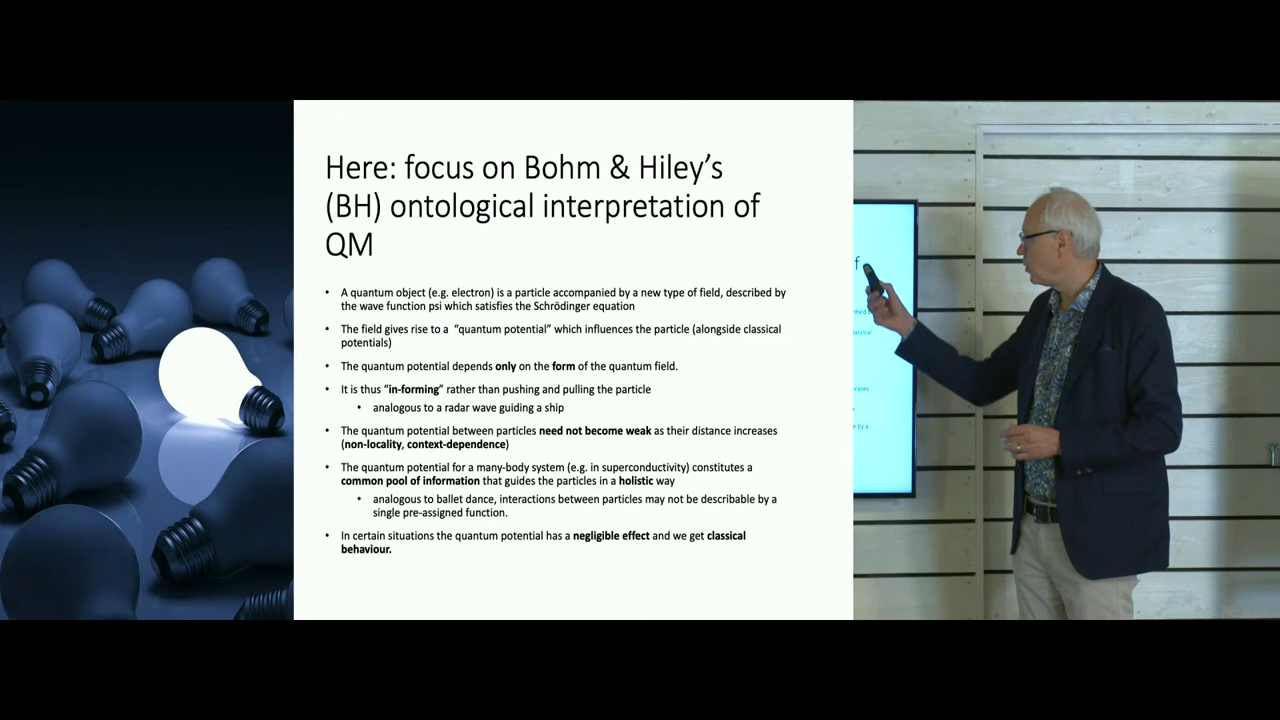 Here: focus on Bohm & Hiley's
(BH) ontological interpretation of
QM
• A quantum object (e.g. electron) is a particle accompanied by a new type of field, described by
the wave function psi which satisfies the Schrödinger equation
• The field gives rise to a “quantum potential” which influences the particle (alongside classical
potentials)
• The quantum potential depends only on the form of the quantum field.
• It is thus “in-forming” rather than pushing and pulling the particle
• analogous to a radar wave guiding a ship
• The quantum potential between particles need not become weak as their distance increases
(non-locality, context-dependence)
• The quantum potential for a many-body system (e.g. in superconductivity) constitutes a
common pool of information that guides the particles in a holistic way
• analogous to ballet dance, interactions between particles may not be describable by a
single pre-assigned function.
• In certain situations the quantum potential has a negligible effect and we get classical
behaviour.